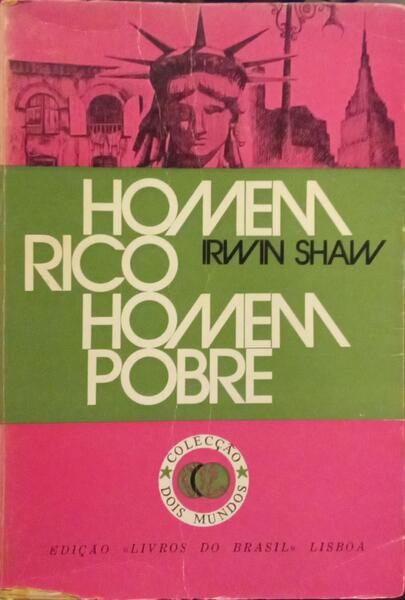 HOMEM
RICO IRWIN SHAW
HOMEM
POBRE
COLECÇÃO
DOIS MUNDOS
EDIÇÃO «LIVROS DO BRASIL» LISBOA